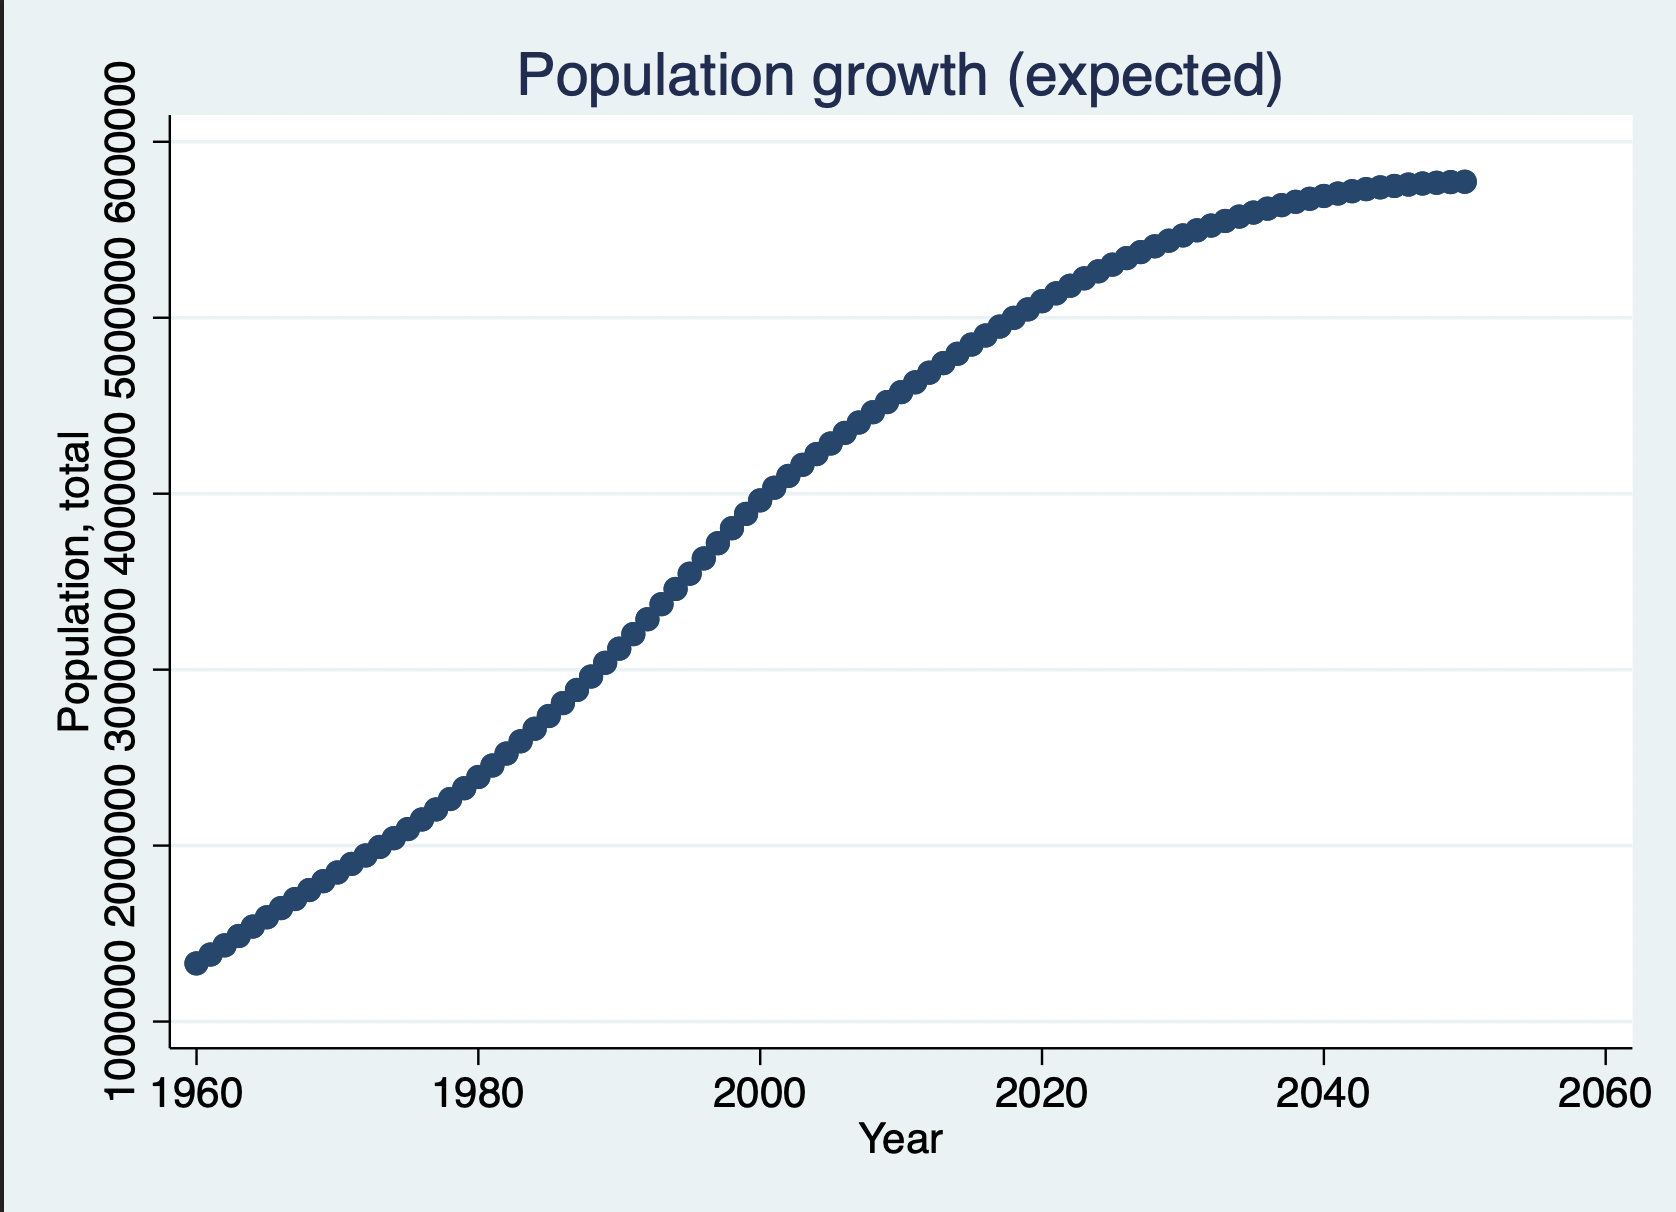 Population growth (expected)
Population, total
1000000 2000000 3000000 4000000 5000000 6000000
1960 1980 2000 2020 2040 2060
Year